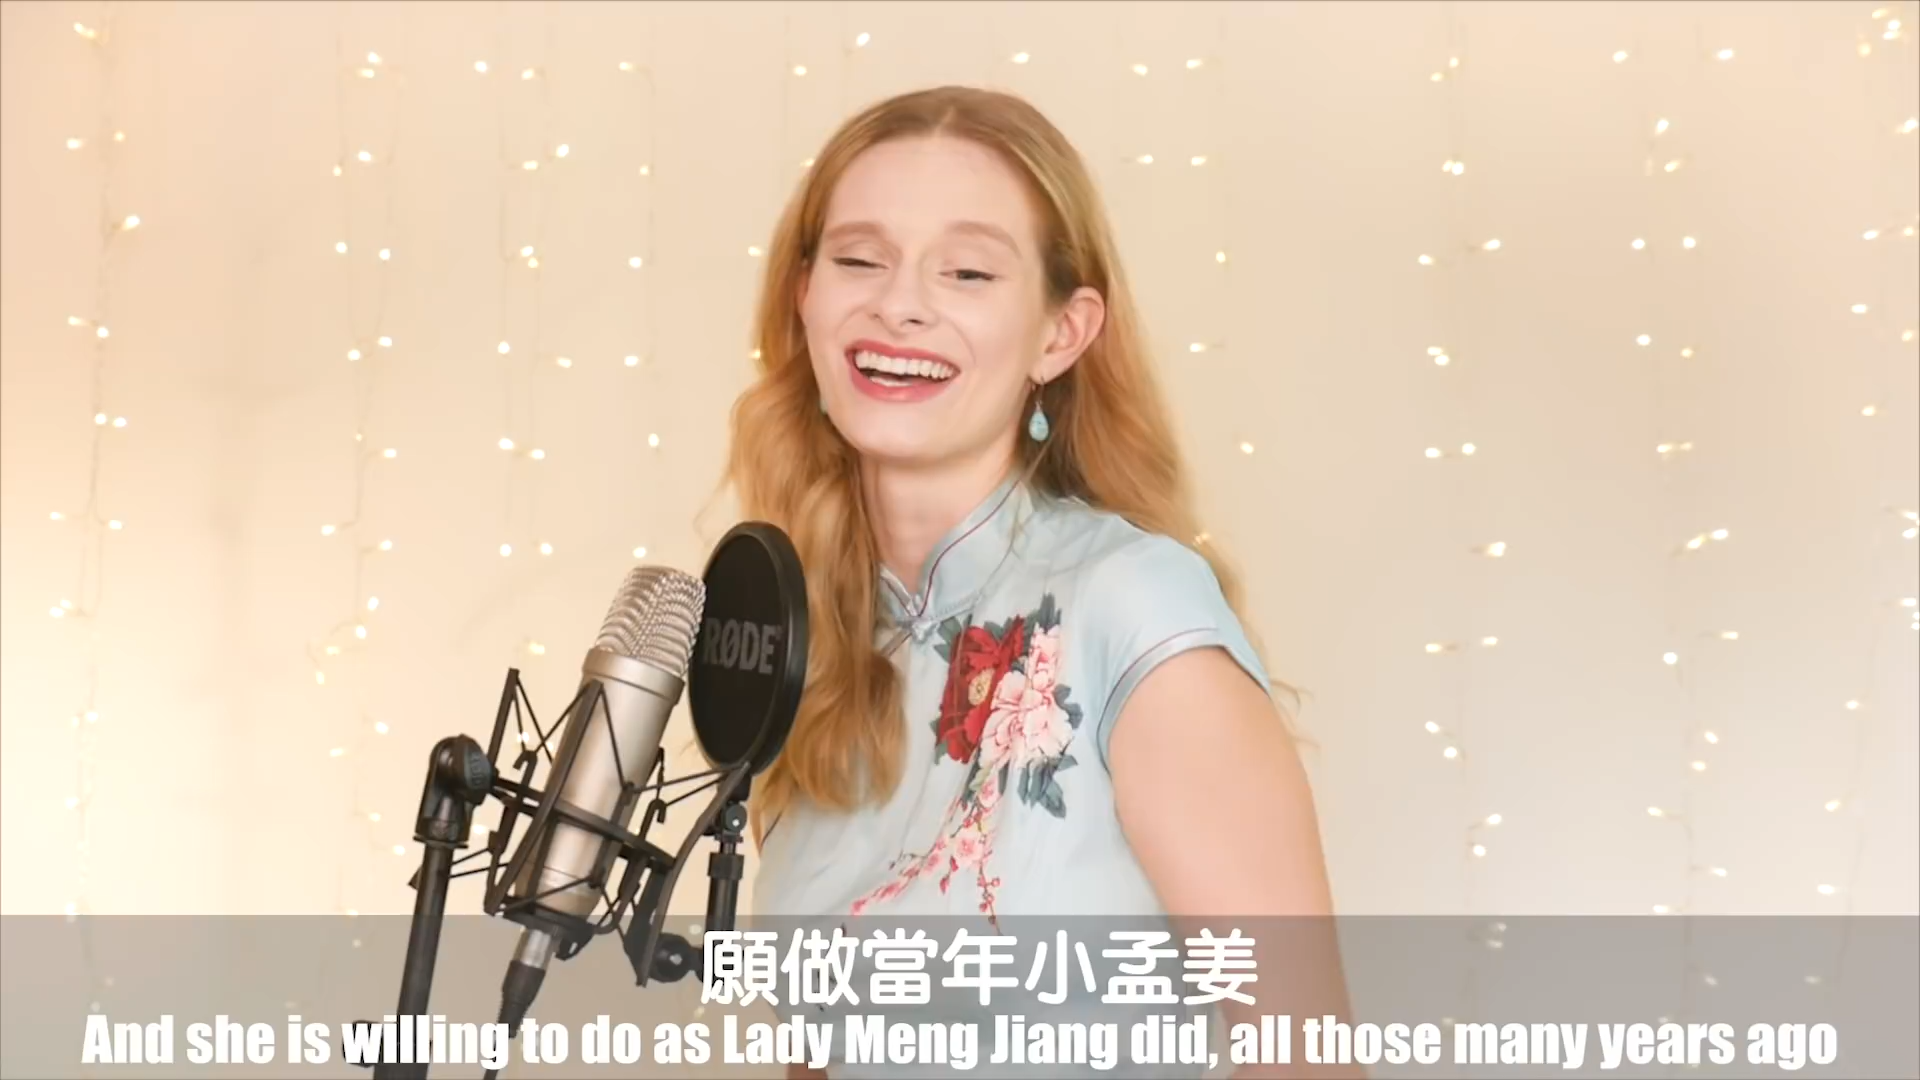 RØDE
願做當年小孟姜
And she is willing to do as Lady Meng Jiang did, all those many years ago